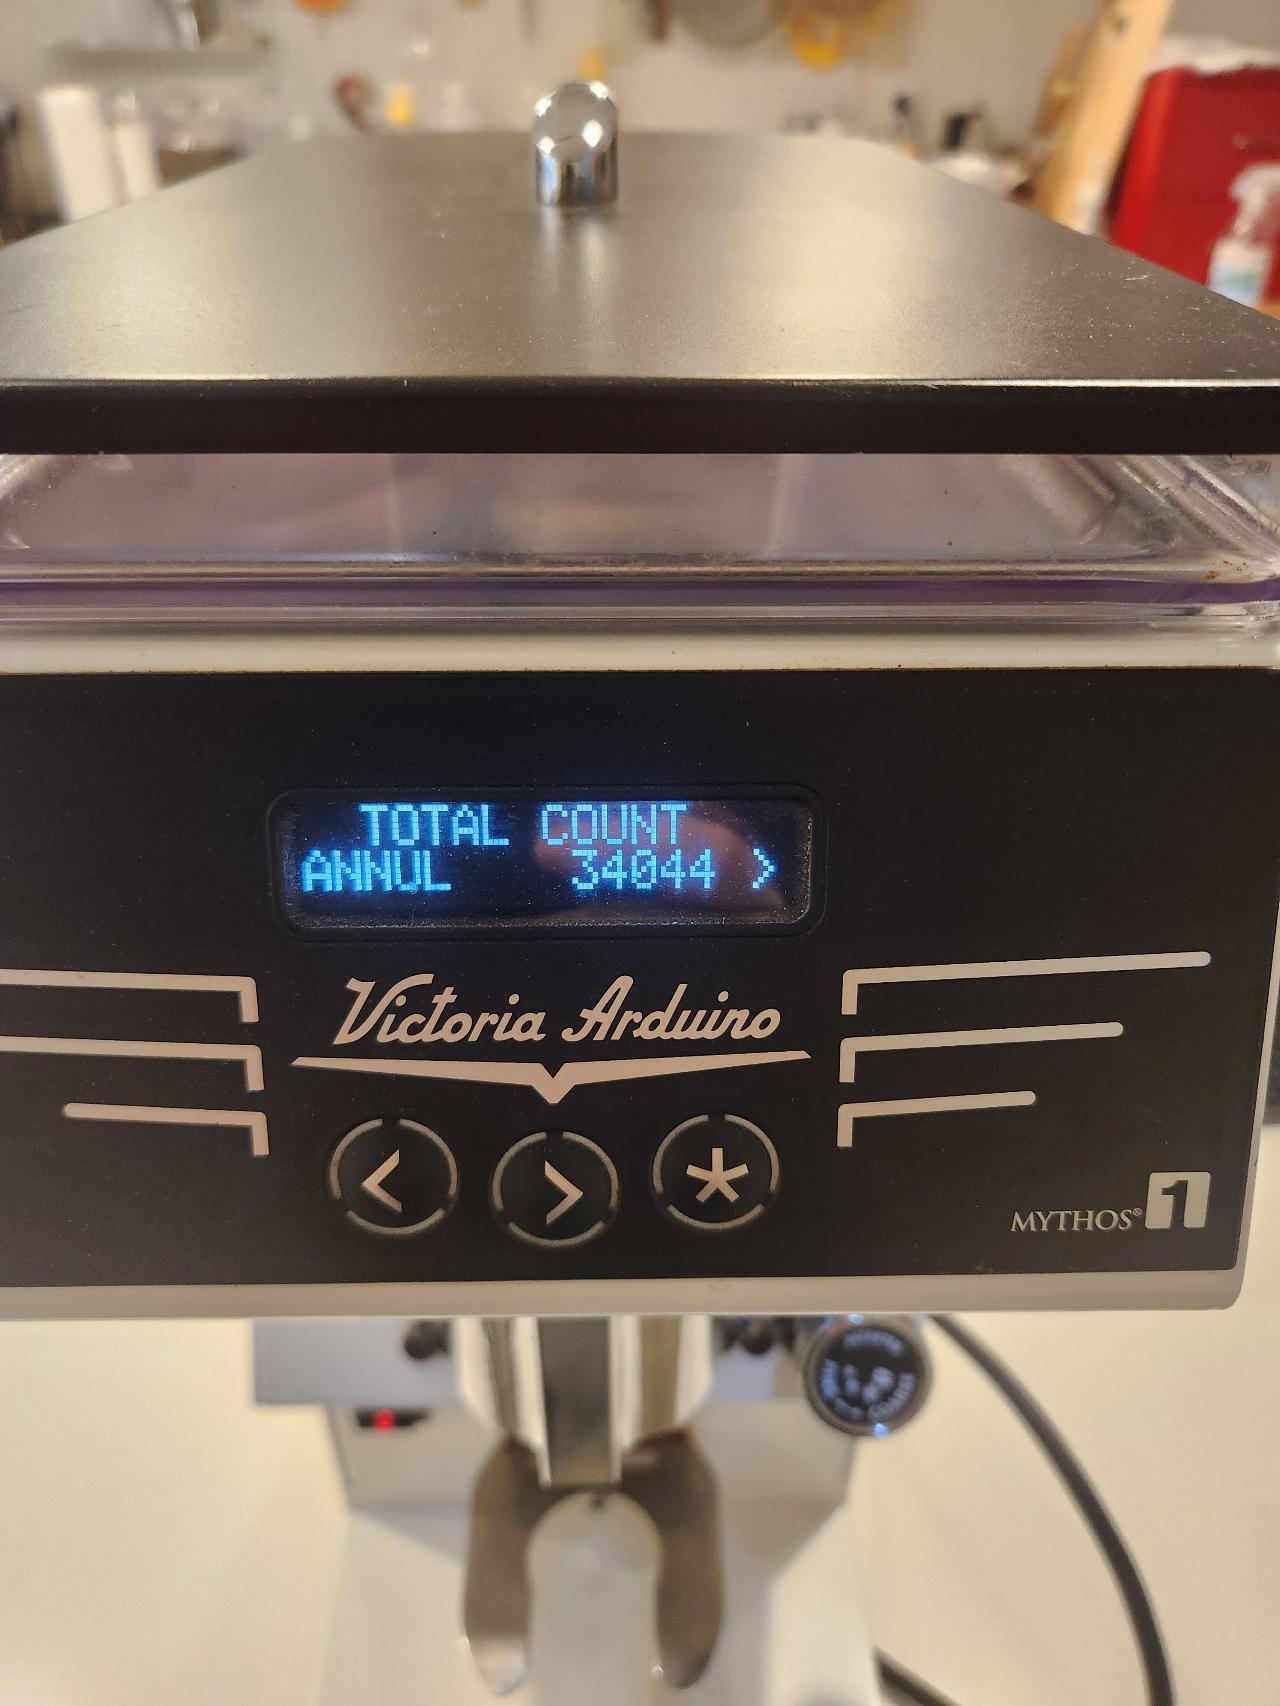 TOTAL COUNT
ANNUL 34044 >
Victoria Arduino
< > *
MYTHOS® 1